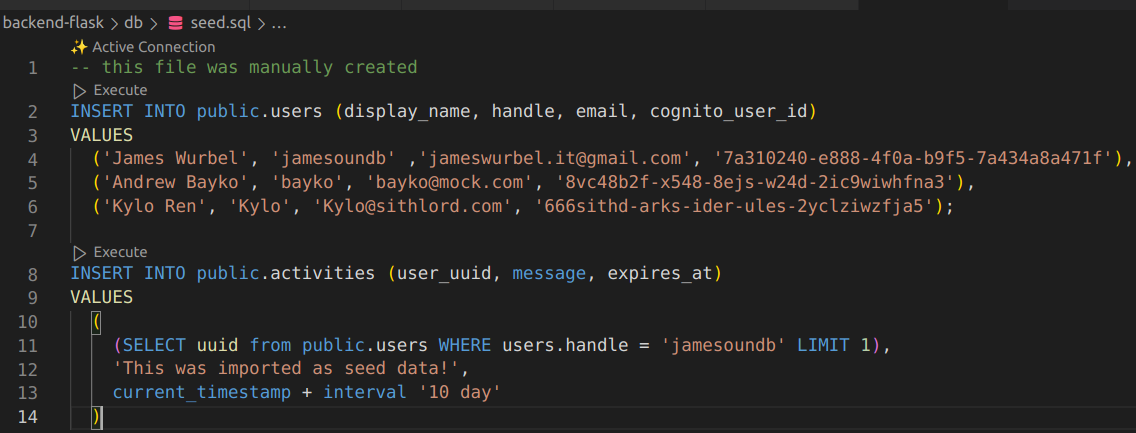 backend-flask > db > seed.sql > ...
✨ Active Connection
1 -- this file was manually created
▷ Execute
2 INSERT INTO public.users (display_name, handle, email, cognito_user_id)
3 VALUES
4 ('James Wurbel', 'jamesoundb' ,'jameswurbel.it@gmail.com', '7a310240-e888-4f0a-b9f5-7a434a8a471f'),
5 ('Andrew Bayko', 'bayko', 'bayko@mock.com', '8vc48b2f-x548-8ejs-w24d-2ic9wiwhfna3'),
6 ('Kylo Ren', 'Kylo', 'Kylo@sithlord.com', '666sithd-arks-ider-ules-2yclziwzfja5');
7
▷ Execute
8 INSERT INTO public.activities (user_uuid, message, expires_at)
9 VALUES
10 (
11 (SELECT uuid from public.users WHERE users.handle = 'jamesoundb' LIMIT 1),
12 'This was imported as seed data!',
13 current_timestamp + interval '10 day'
14 )